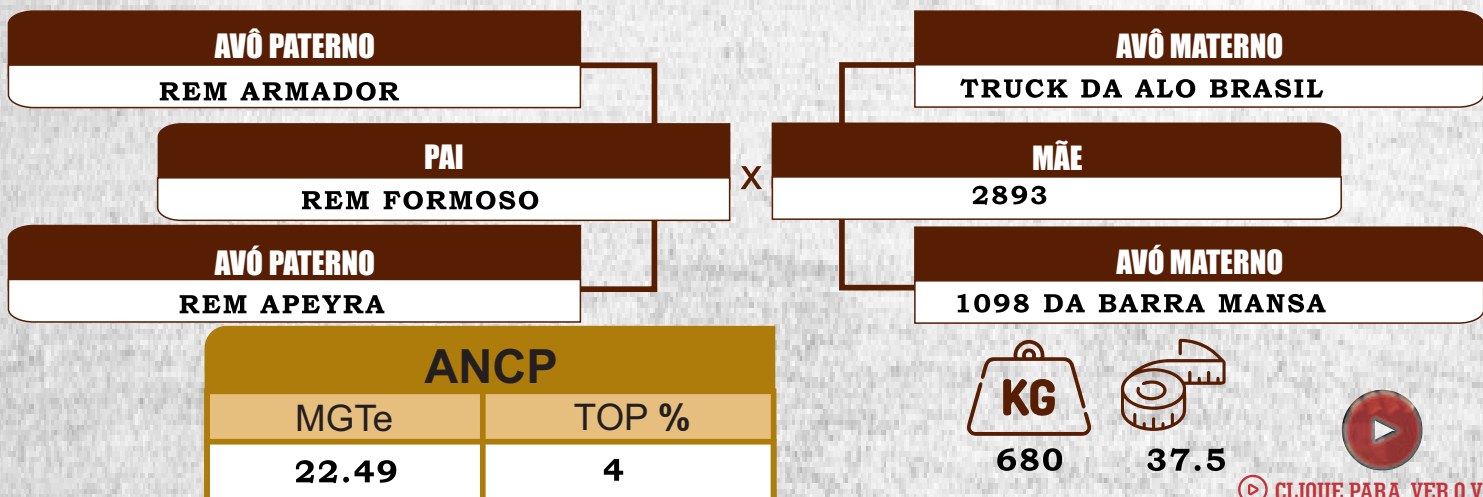 AVÔ PATERNO
REM ARMADOR
AVÔ MATERNO
TRUCK DA ALO BRASIL
PAI
REM FORMOSO
X
MÃE
2893
AVÓ PATERNO
REM APEYRA
AVÓ MATERNO
1098 DA BARRA MANSA
ANCP
MGTe TOP %
22.49 4
KG
680 37.5
CLIQUE PARA VER O V